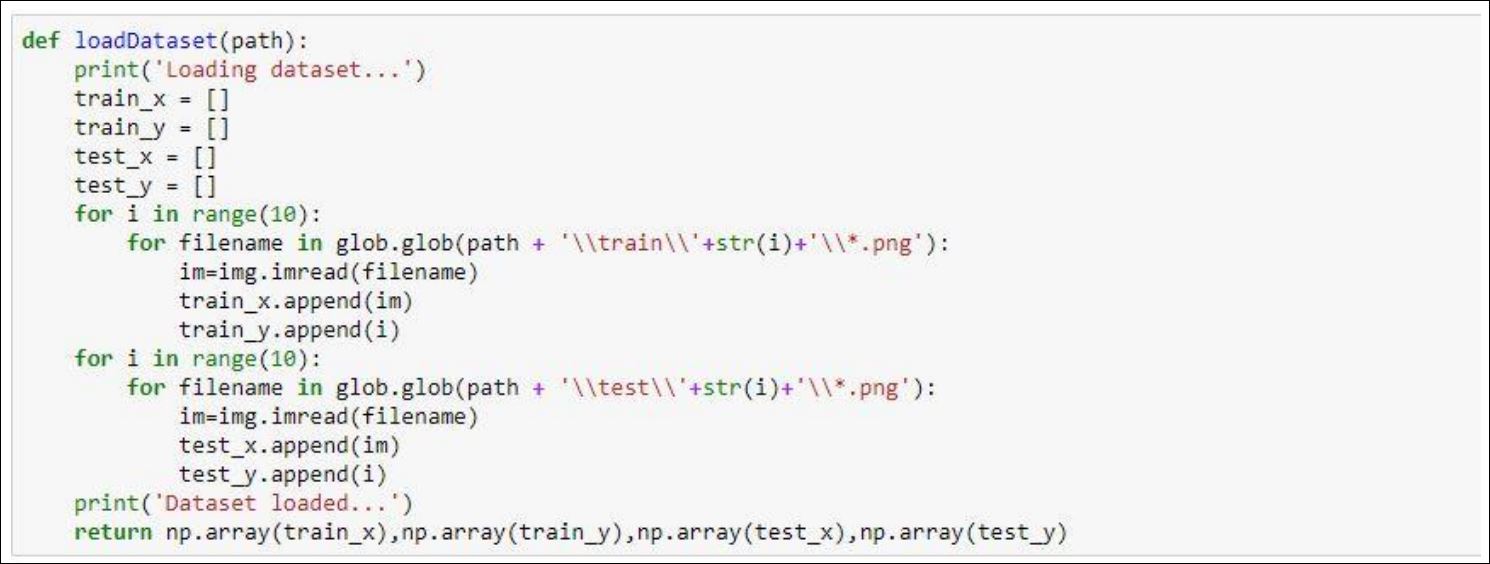 def loadDataset(path):
    print('Loading dataset...')
    train_x = []
    train_y = []
    test_x = []
    test_y = []
    for i in range(10):
        for filename in glob.glob(path + '\\train\\'+str(i)+'\\*.png'):
            im=img.imread(filename)
            train_x.append(im)
            train_y.append(i)
    for i in range(10):
        for filename in glob.glob(path + '\\test\\'+str(i)+'\\*.png'):
            im=img.imread(filename)
            test_x.append(im)
            test_y.append(i)
    print('Dataset loaded...')
    return np.array(train_x),np.array(train_y),np.array(test_x),np.array(test_y)